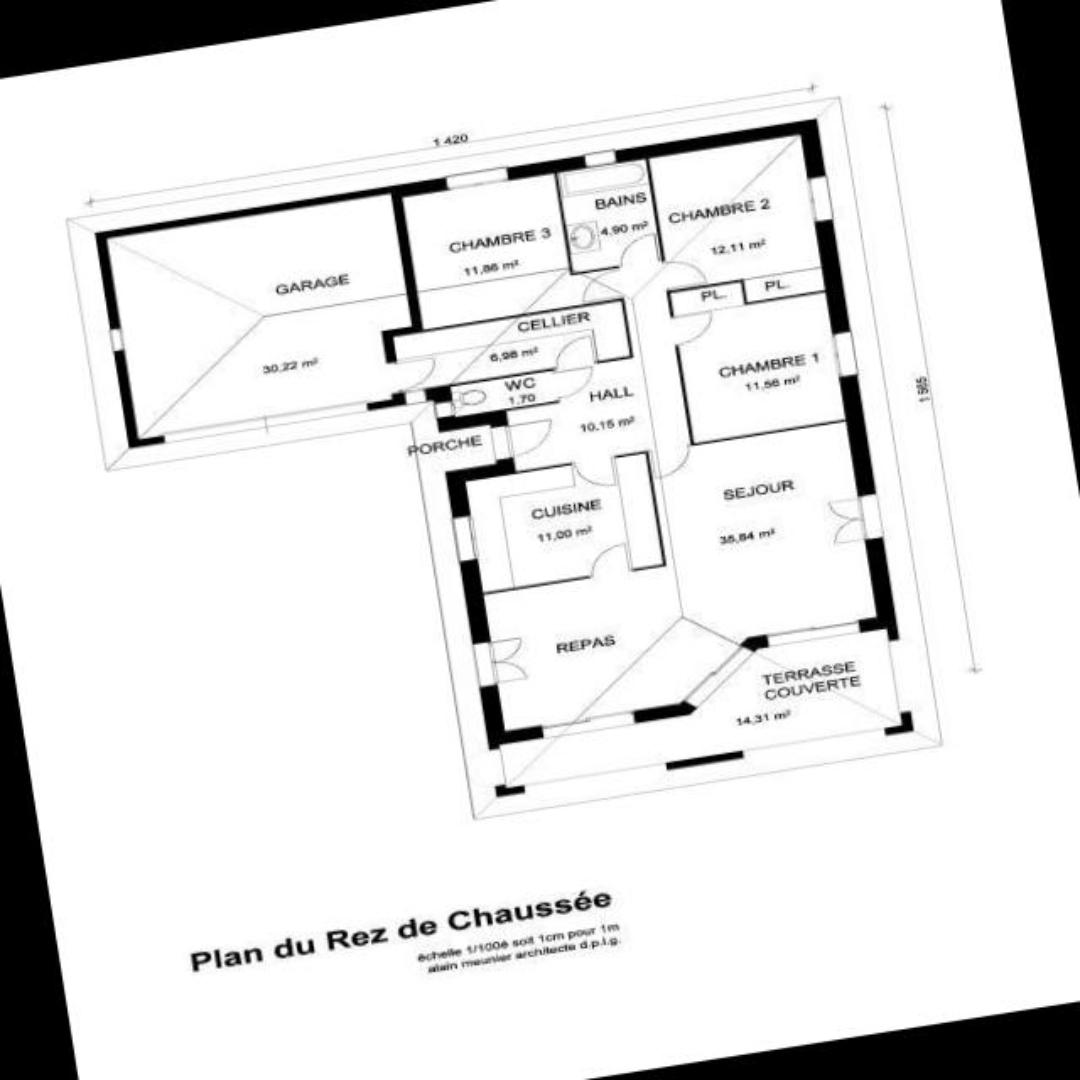 1 420
BAINS
4,90 m²
CHAMBRE 2
12,11 m²
CHAMBRE 3
11,86 m²
GARAGE
30,22 m²
PL.
PL.
CELLIER
6,98 m²
WC
1,70
HALL
10,15 m²
CHAMBRE 1
11,56 m²
1 565
PORCHE
CUISINE
11,00 m²
SEJOUR
35,84 m²
REPAS
TERRASSE
COUVERTE
14,31 m²
Plan du Rez de Chaussée
échelle 1/100è soit 1cm pour 1m
alain meunier architecte d.p.l.g.